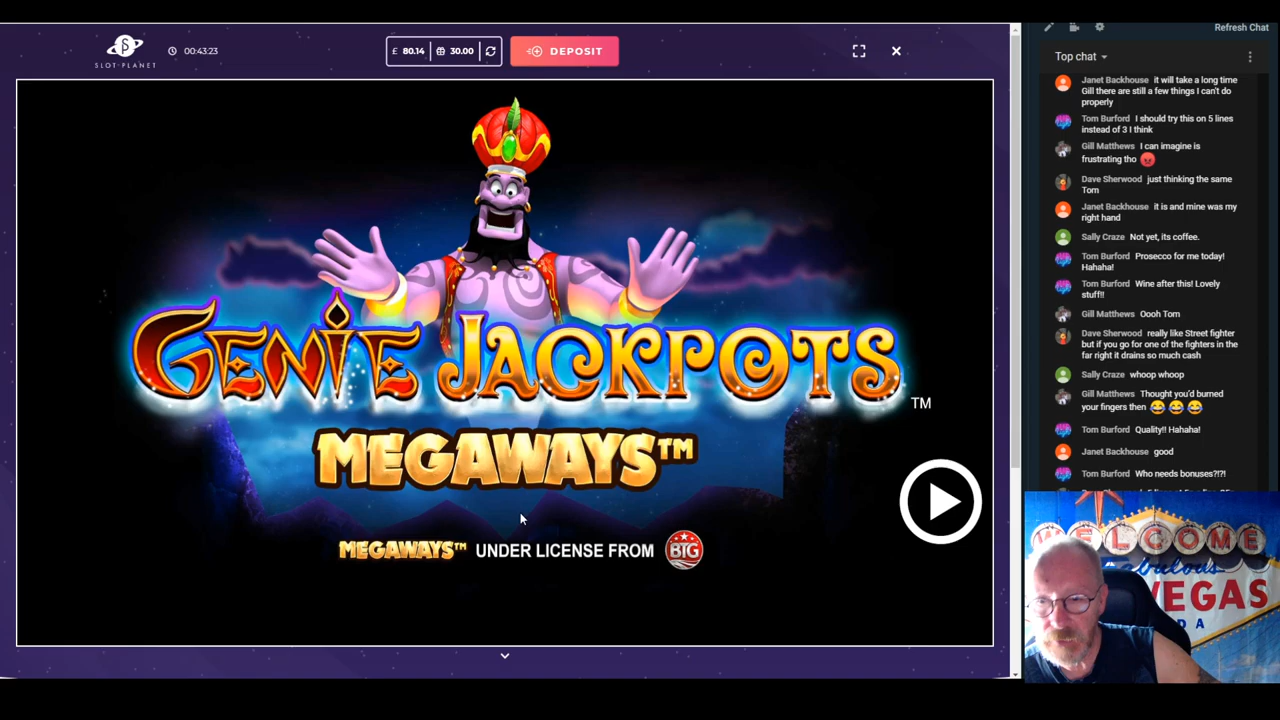 SLOT PLANET
00:43:23
£ 80.14
30.00
DEPOSIT
GENIE JACKPOTS
TM
MEGAWAYS™
MEGAWAYS™ UNDER LICENSE FROM BIG
Refresh Chat
Top chat
Janet Backhouse it will take a long time
Gill there are still a few things I can't do
properly
Tom Burford I should try this on 5 lines
instead of 3 I think
Gill Matthews I can imagine is
frustrating tho
Dave Sherwood just thinking the same
Tom
Janet Backhouse it is and mine was my
right hand
Sally Craze Not yet, its coffee.
Tom Burford Prosecco for me today!
Hahaha!
Tom Burford Wine after this! Lovely
stuff!!
Gill Matthews Oooh Tom
Dave Sherwood really like Street fighter
but if you go for one of the fighters in the
far right it drains so much cash
Sally Craze whoop whoop
Gill Matthews Thought you'd burned
your fingers then
Tom Burford Quality!! Hahaha!
Janet Backhouse good
Tom Burford Who needs bonuses?!?!
WELCOME
Fabulous
VEGAS
DA